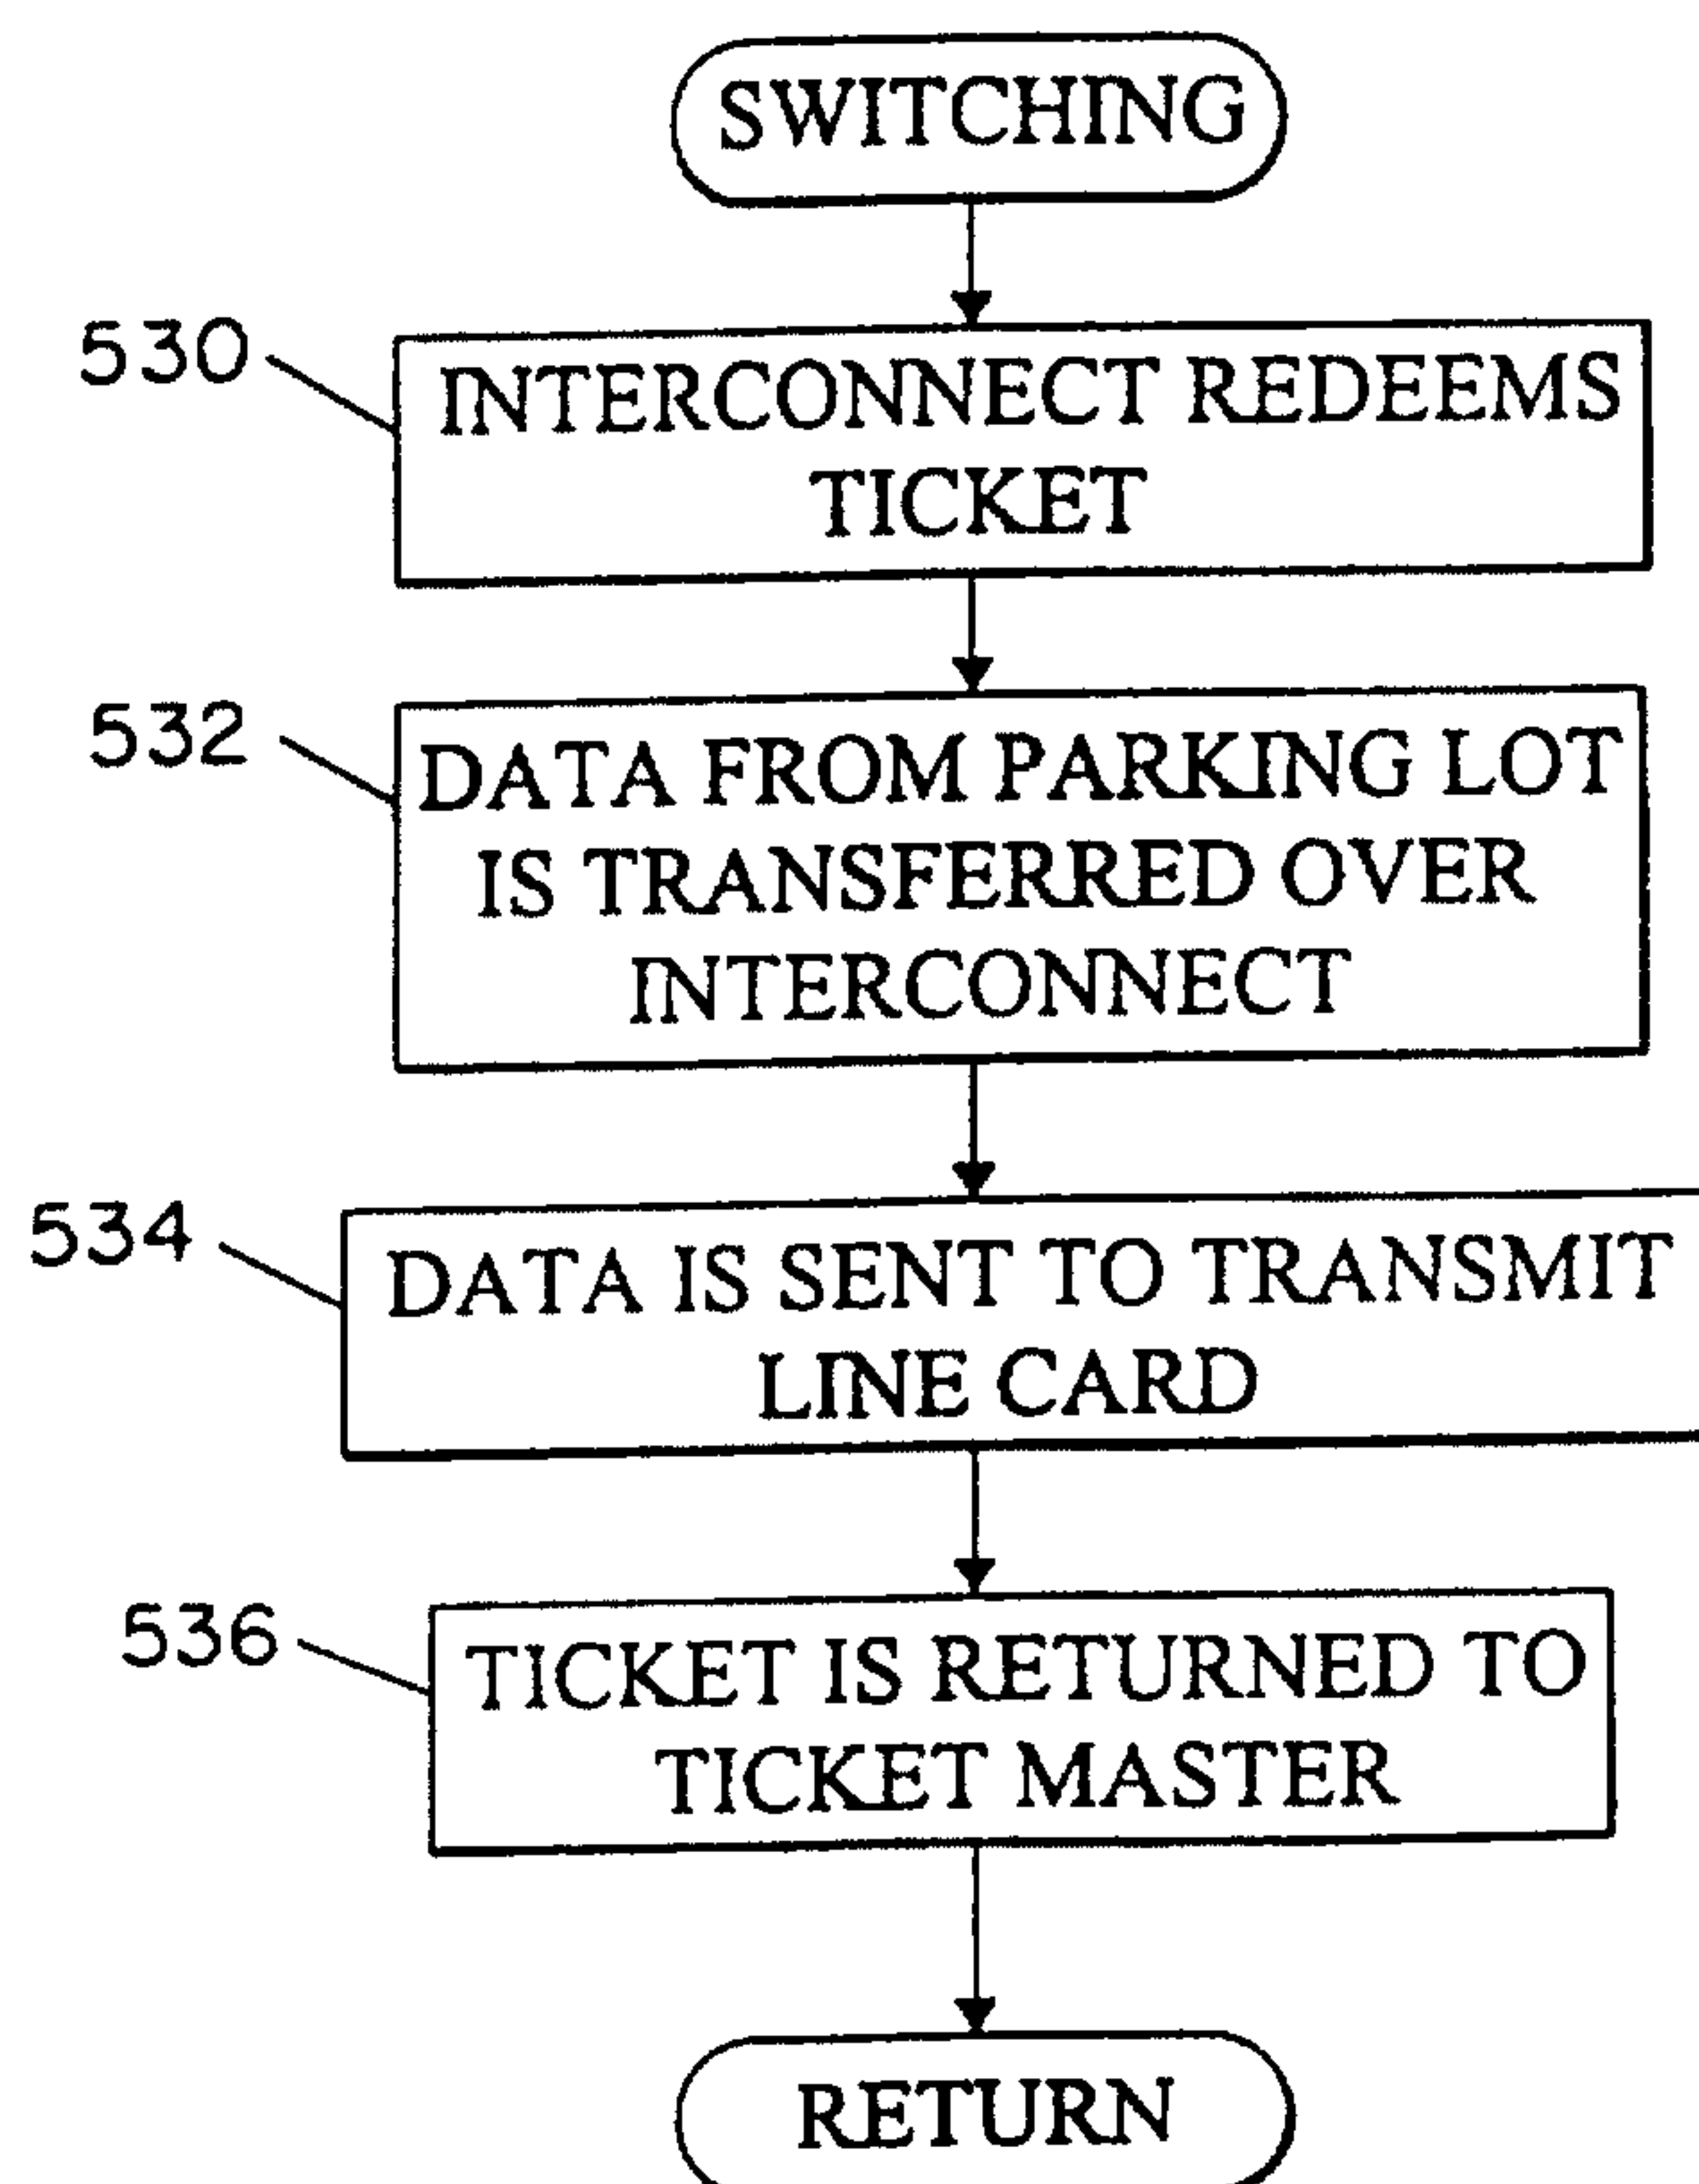 SWITCHING
530
INTERCONNECT REDEEMS
TICKET
532
DATA FROM PARKING LOT
IS TRANSFERRED OVER
INTERCONNECT
534
DATA IS SENT TO TRANSMIT
LINE CARD
536
TICKET IS RETURNED TO
TICKET MASTER
RETURN